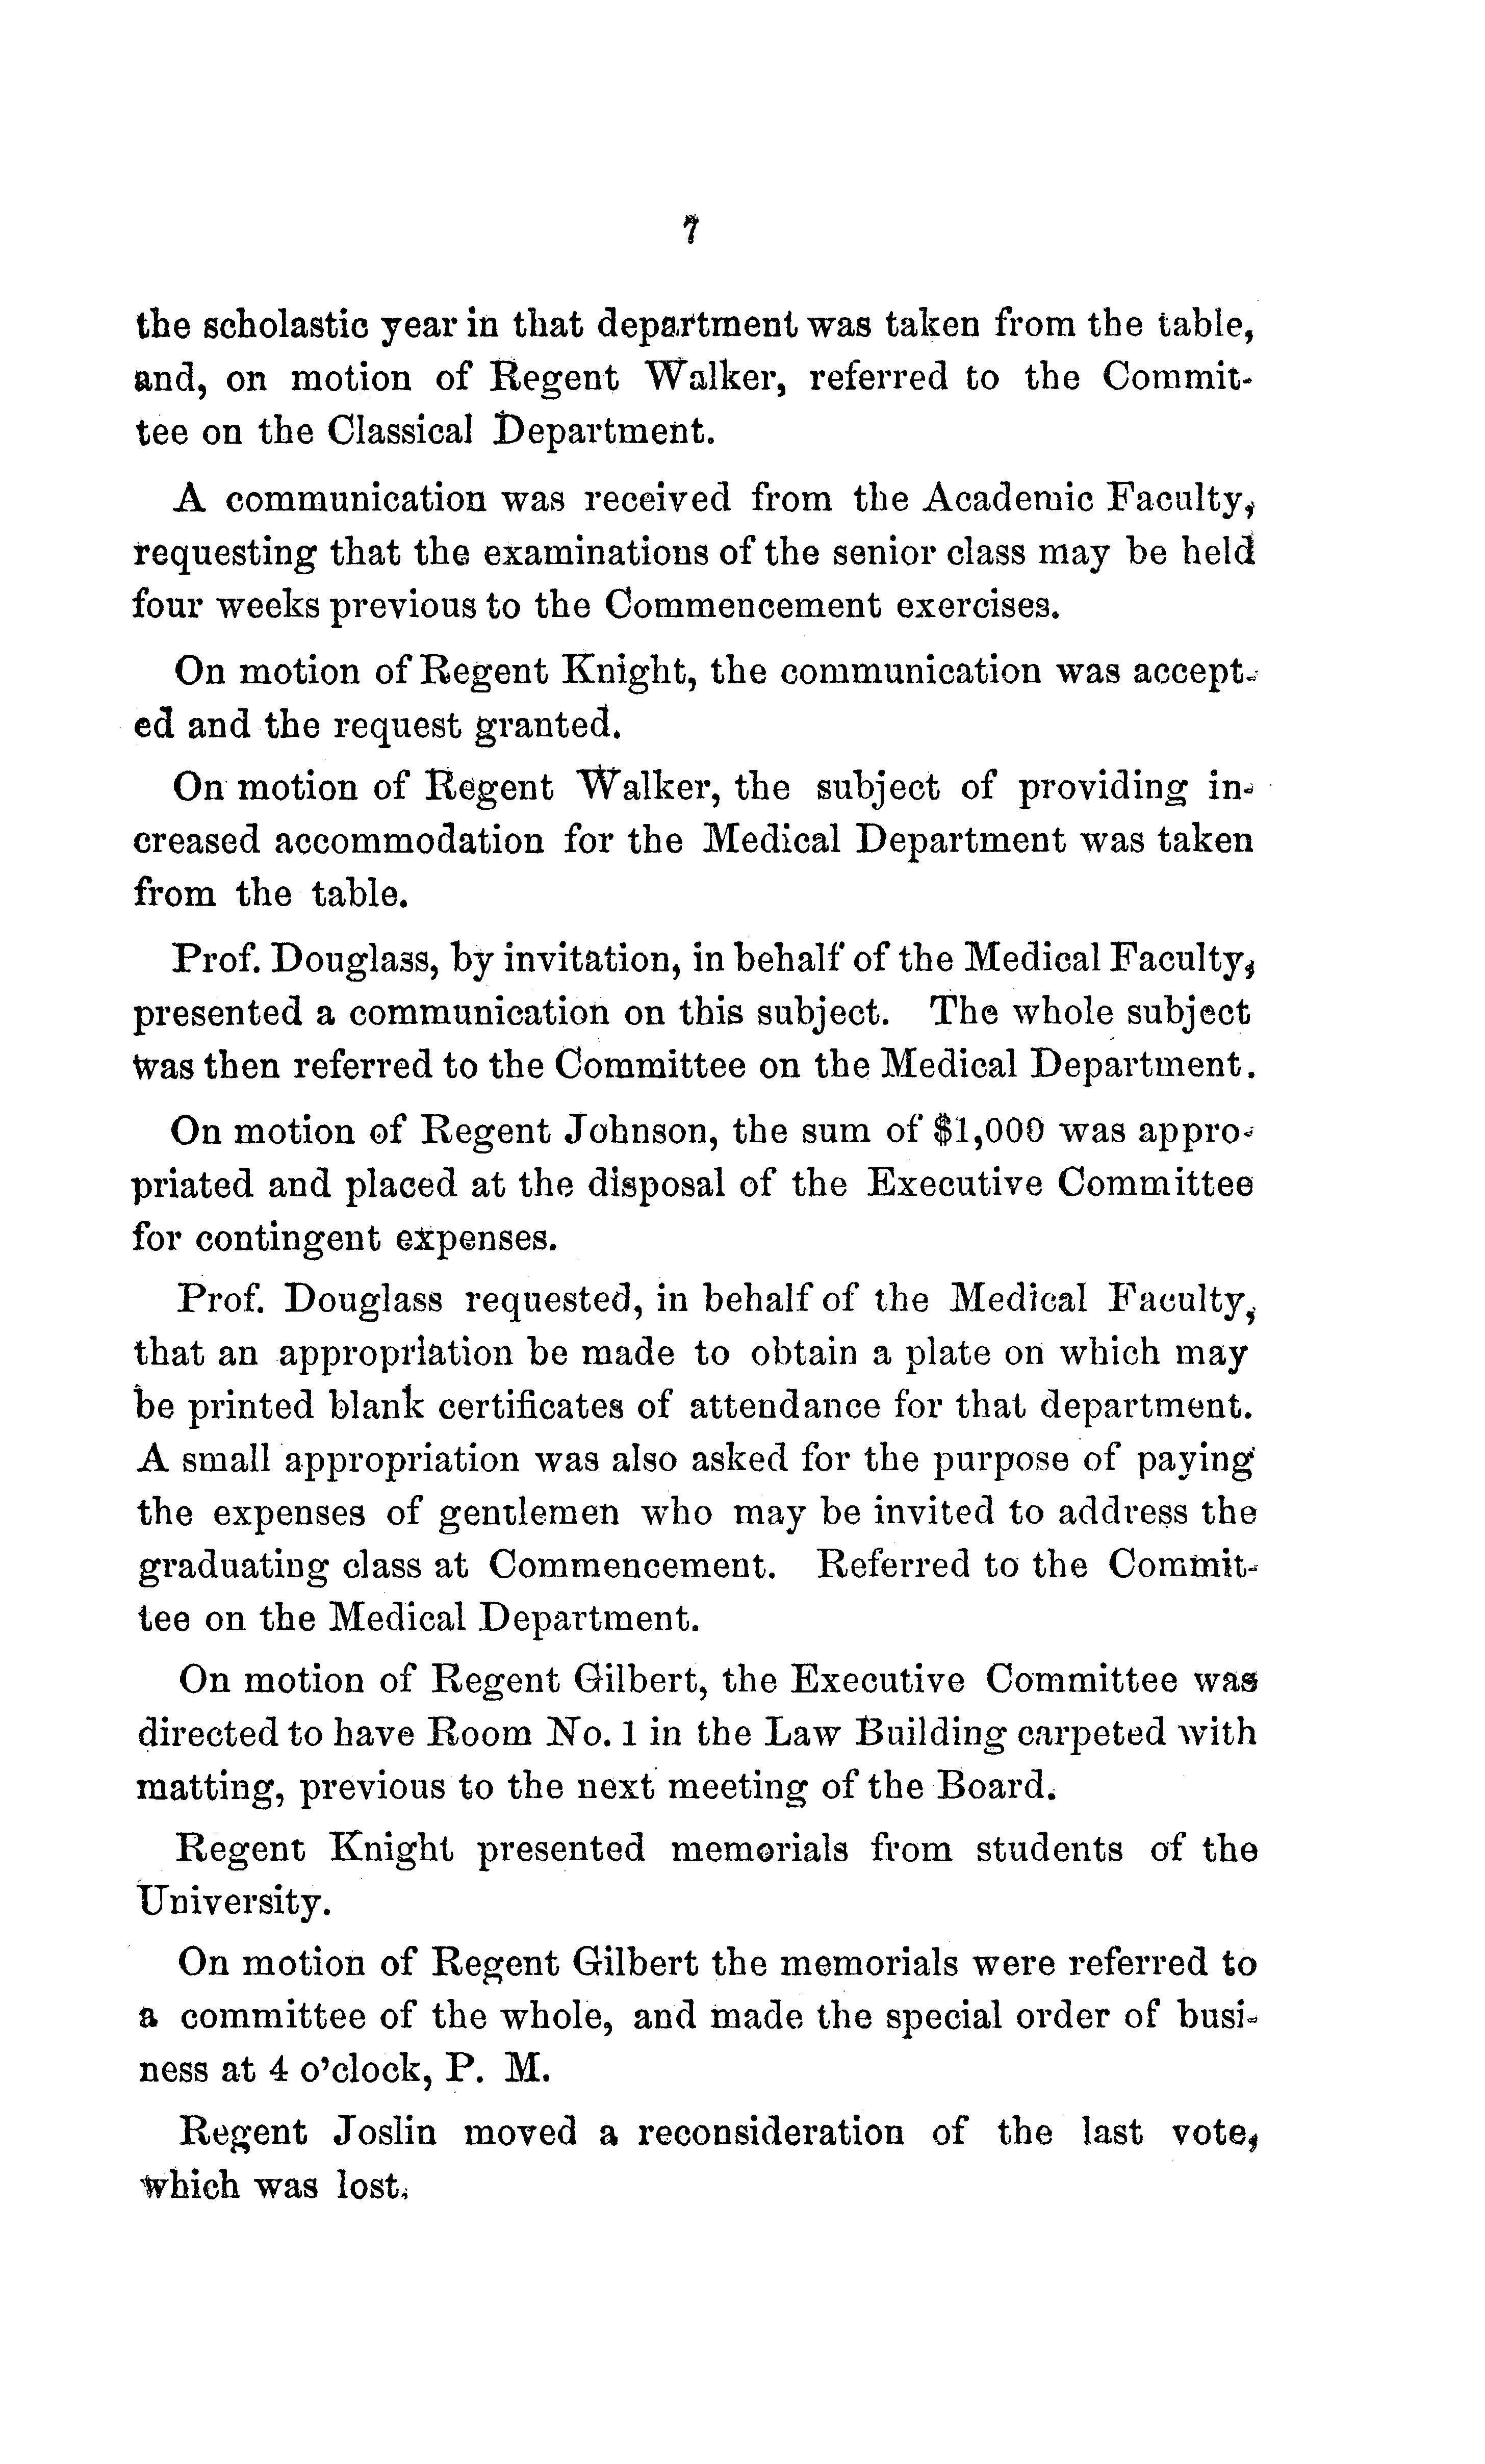 7
the scholastic year in that department was taken from the table,
and, on motion of Regent Walker, referred to the Commit-
tee on the Classical Department.
A communication was received from the Academic Faculty,
requesting that the examinations of the senior class may be held
four weeks previous to the Commencement exercises.
On motion of Regent Knight, the communication was accept-
ed and the request granted.
On motion of Regent Walker, the subject of providing in-
creased accommodation for the Medical Department was taken
from the table.
Prof. Douglass, by invitation, in behalf of the Medical Faculty,
presented a communication on this subject. The whole subject
was then referred to the Committee on the Medical Department.
On motion of Regent Johnson, the sum of $1,000 was appro-
priated and placed at the disposal of the Executive Committee
for contingent expenses.
Prof. Douglass requested, in behalf of the Medical Faculty,
that an appropriation be made to obtain a plate on which may
be printed blank certificates of attendance for that department.
A small appropriation was also asked for the purpose of paying
the expenses of gentlemen who may be invited to address the
graduating class at Commencement. Referred to the Commit-
tee on the Medical Department.
On motion of Regent Gilbert, the Executive Committee was
directed to have Room No. 1 in the Law Building carpeted with
matting, previous to the next meeting of the Board.
Regent Knight presented memorials from students of the
University.
On motion of Regent Gilbert the memorials were referred to
a committee of the whole, and made the special order of busi-
ness at 4 o'clock, P. M.
Regent Joslin moved a reconsideration of the last vote,
which was lost.